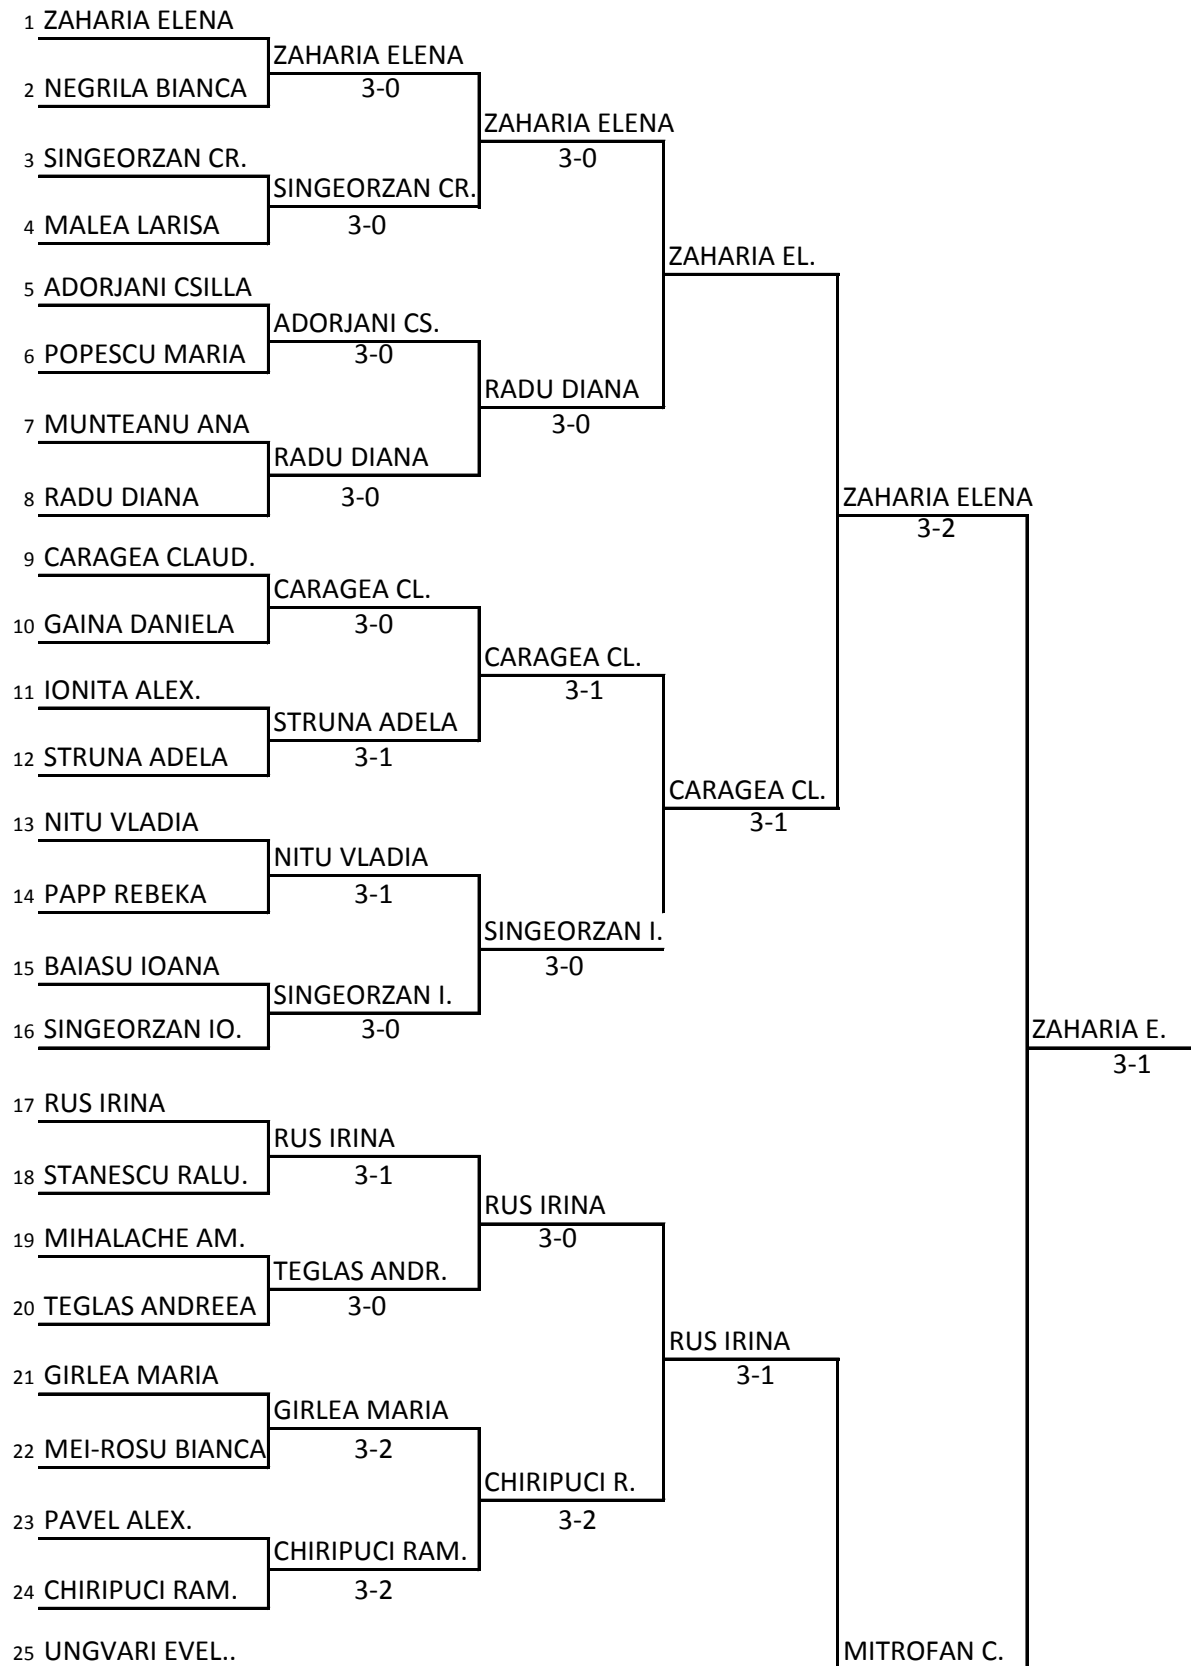 1 ZAHARIA ELENA
ZAHARIA ELENA
2 NEGRILA BIANCA
3-0
ZAHARIA ELENA
3 SINGEORZAN CR.
3-0
SINGEORZAN CR.
4 MALEA LARISA
3-0
ZAHARIA EL.
5 ADORJANI CSILLA
ADORJANI CS.
6 POPESCU MARIA
3-0
RADU DIANA
7 MUNTEANU ANA
3-0
RADU DIANA
8 RADU DIANA
3-0
ZAHARIA ELENA
3-2
9 CARAGEA CLAUD.
CARAGEA CL.
10 GAINA DANIELA
3-0
CARAGEA CL.
11 IONITA ALEX.
3-1
STRUNA ADELA
12 STRUNA ADELA
3-1
CARAGEA CL.
13 NITU VLADIA
3-1
NITU VLADIA
14 PAPP REBEKA
3-1
SINGEORZAN I.
15 BAIASU IOANA
3-0
SINGEORZAN I.
16 SINGEORZAN IO.
3-0
ZAHARIA E.
3-1
17 RUS IRINA
RUS IRINA
18 STANESCU RALU.
3-1
RUS IRINA
19 MIHALACHE AM.
3-0
TEGLAS ANDR.
20 TEGLAS ANDREEA
3-0
RUS IRINA
21 GIRLEA MARIA
3-1
GIRLEA MARIA
22 MEI-ROSU BIANCA
3-2
CHIRIPUCI R.
23 PAVEL ALEX.
3-2
CHIRIPUCI RAM.
24 CHIRIPUCI RAM.
3-2
25 UNGVARI EVEL..
MITROFAN C.